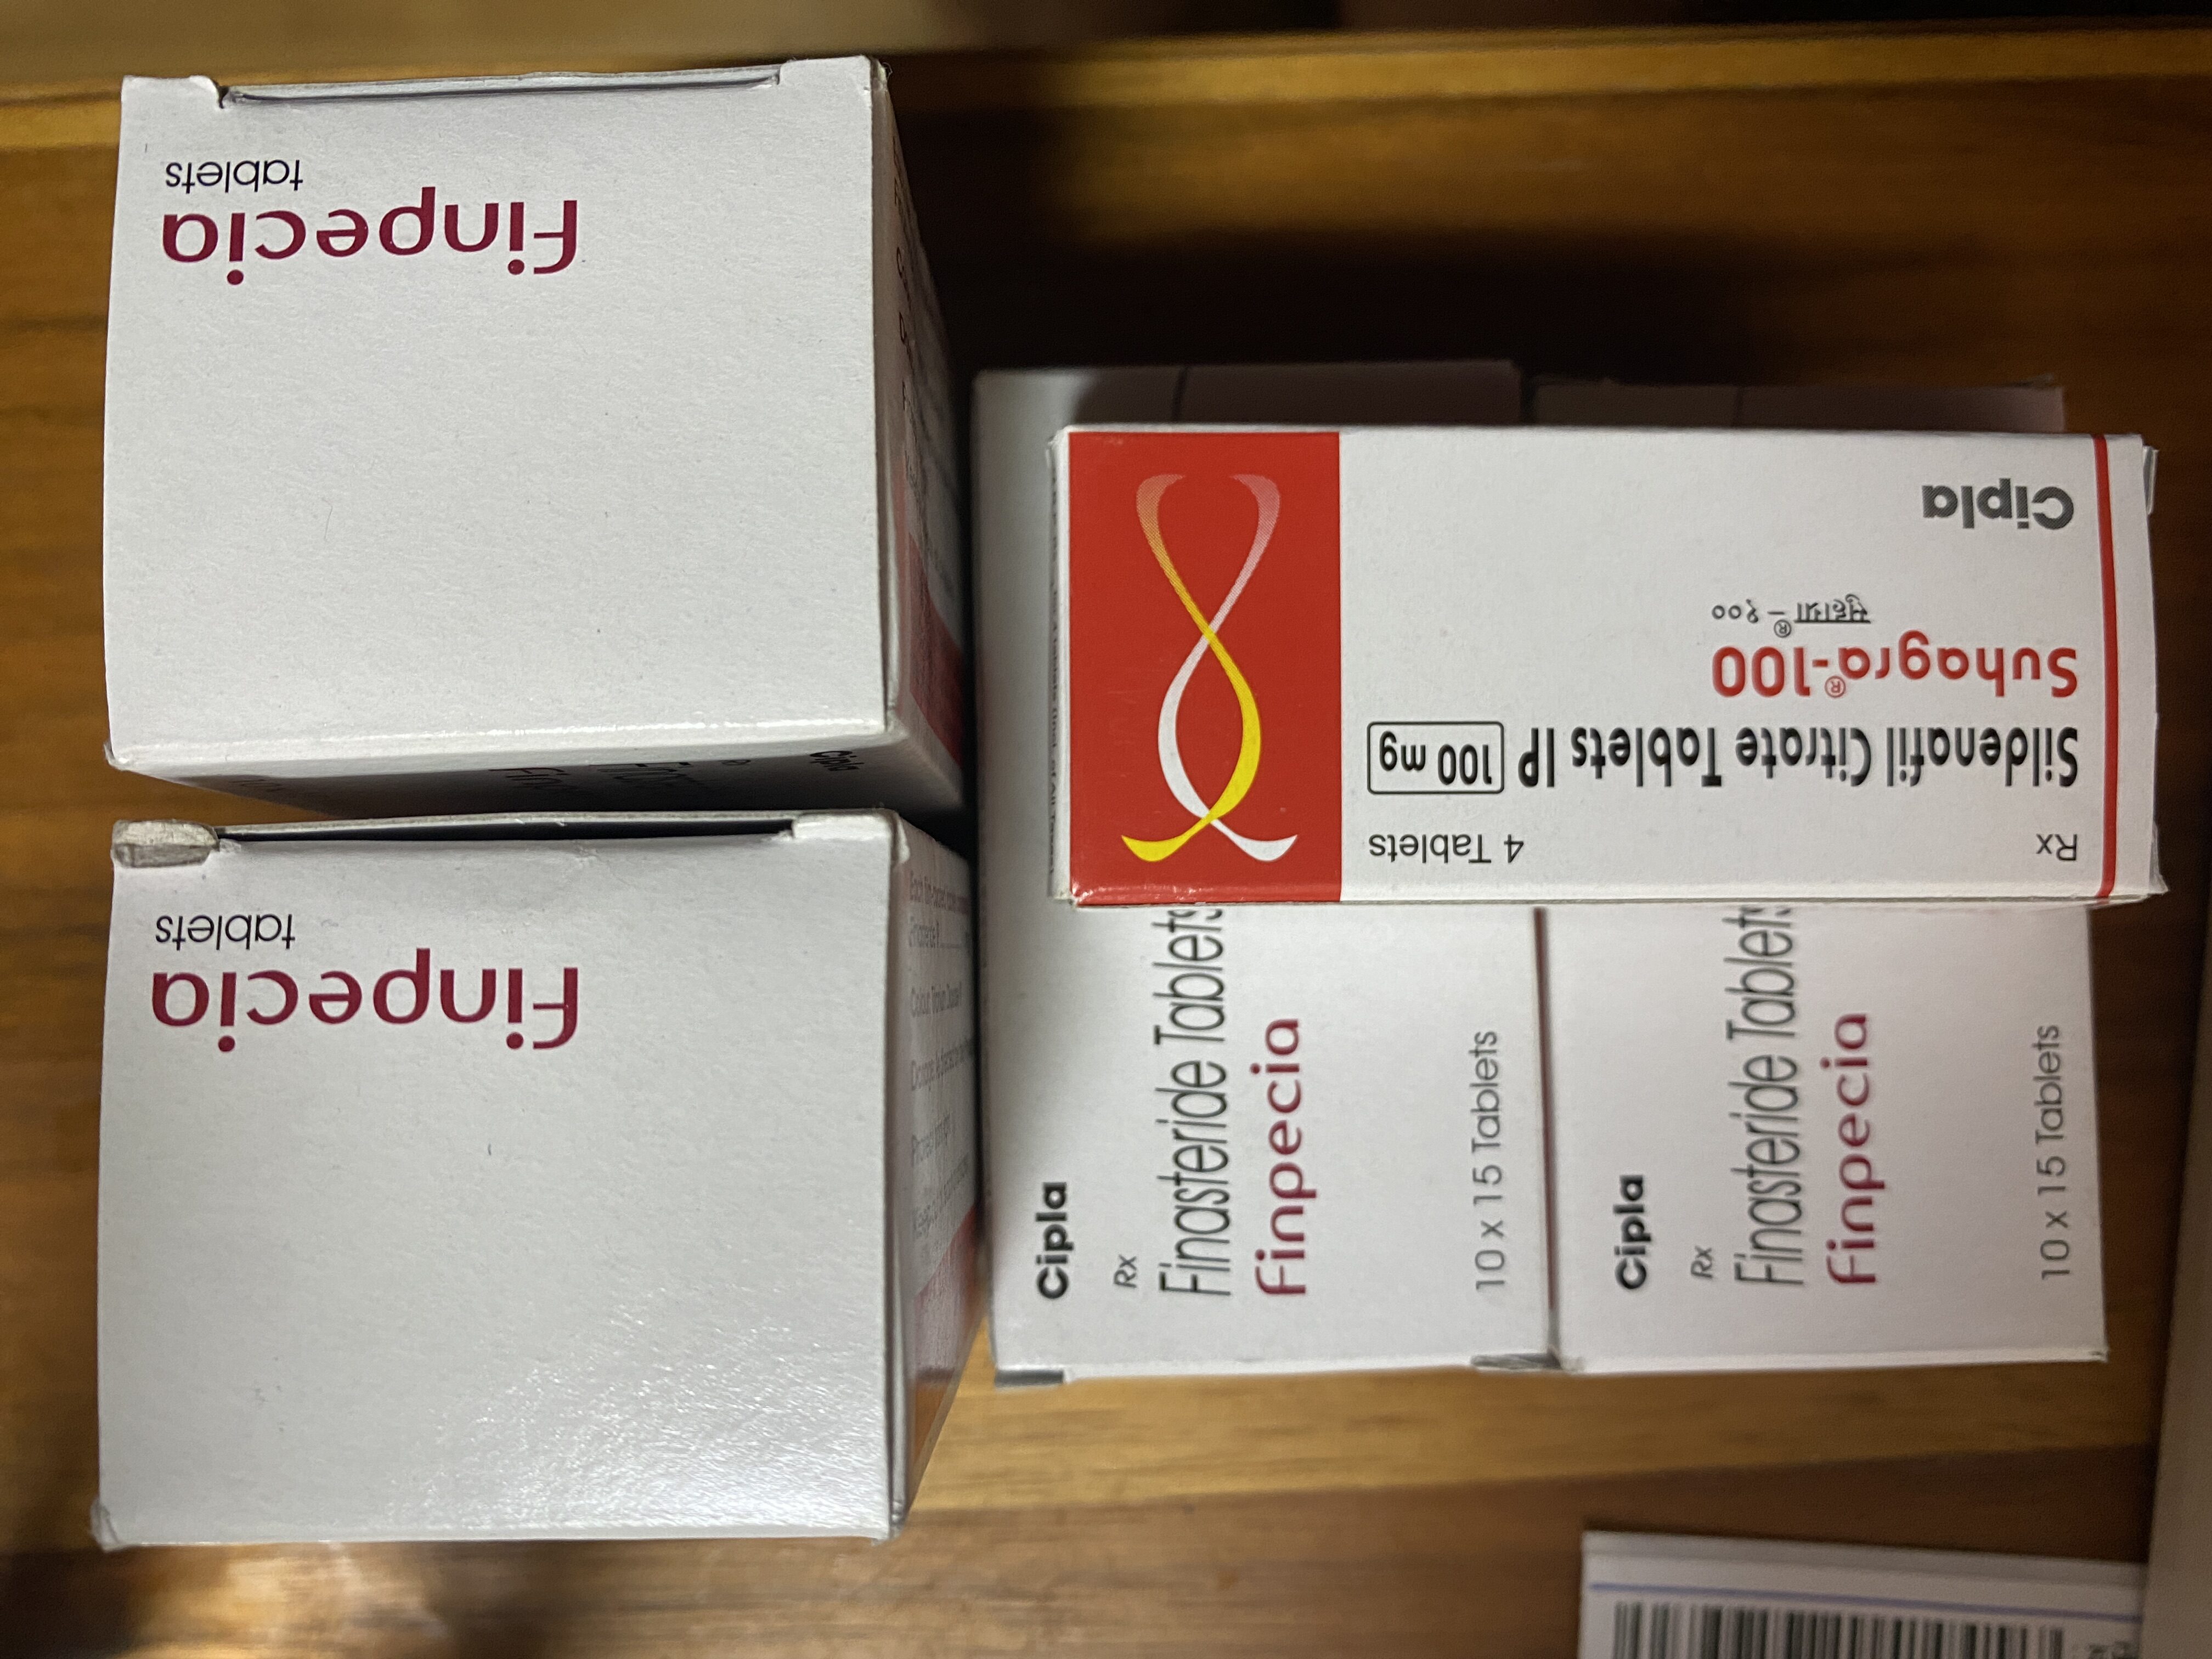 Finpecia
tablets
Cipla
Finpecia
tablets
Rx
4 Tablets
Sildenafil Citrate Tablets IP 100 mg
Suhagra®-100
सुहाग्रा®-१००
Cipla
Cipla
Rx
Finasteride Tablets
Finpecia
10 x 15 Tablets
Cipla
Rx
Finasteride Tablets
Finpecia
10 x 15 Tablets